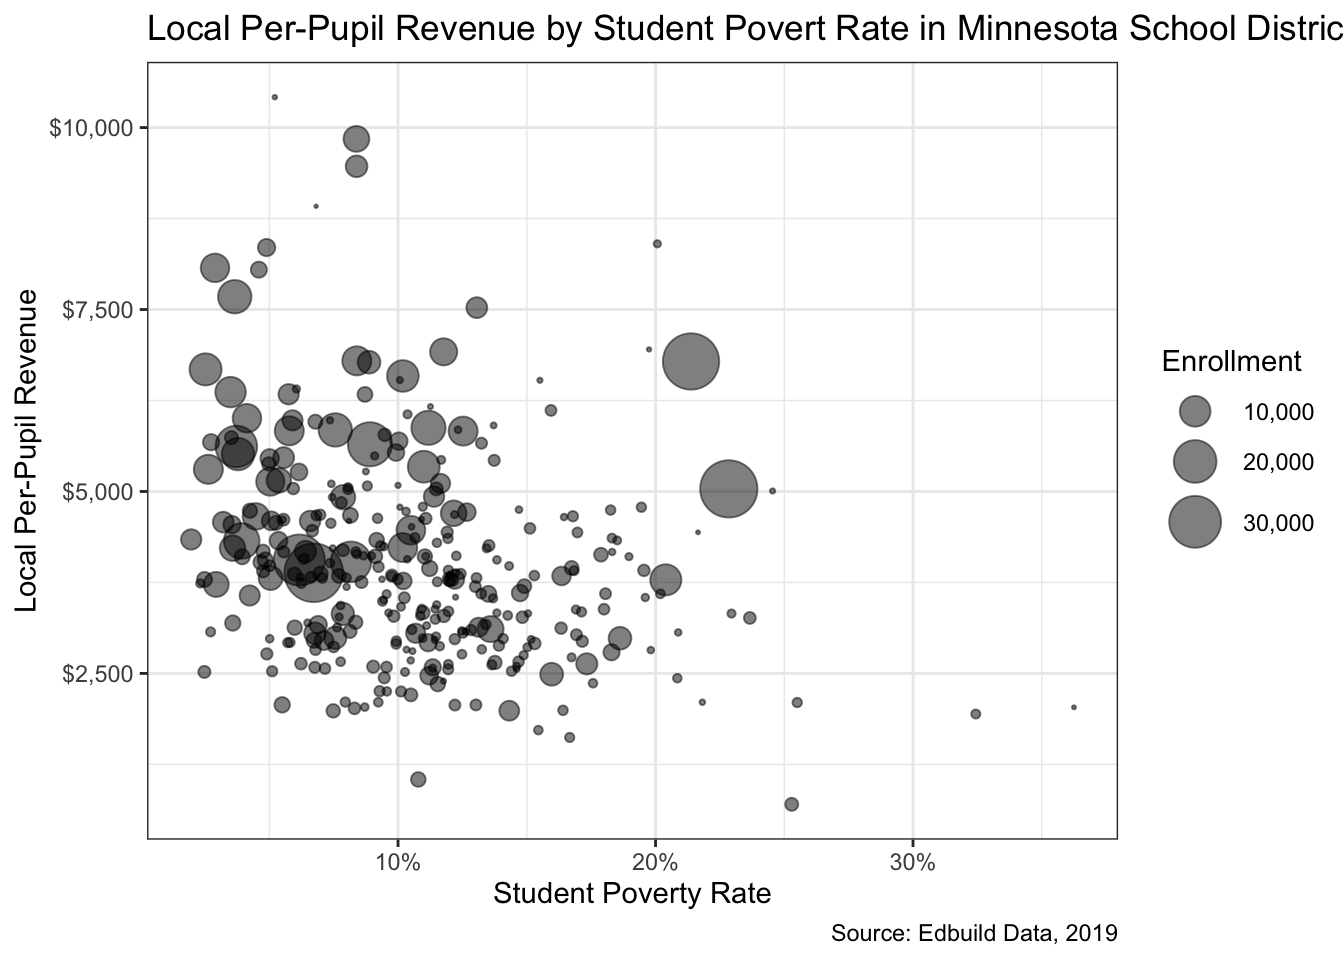 Local Per-Pupil Revenue by Student Povert Rate in Minnesota School Distric
$10,000
$7,500
$5,000
$2,500
Local Per-Pupil Revenue
10%
20%
30%
Student Poverty Rate
Enrollment
10,000
20,000
30,000
Source: Edbuild Data, 2019